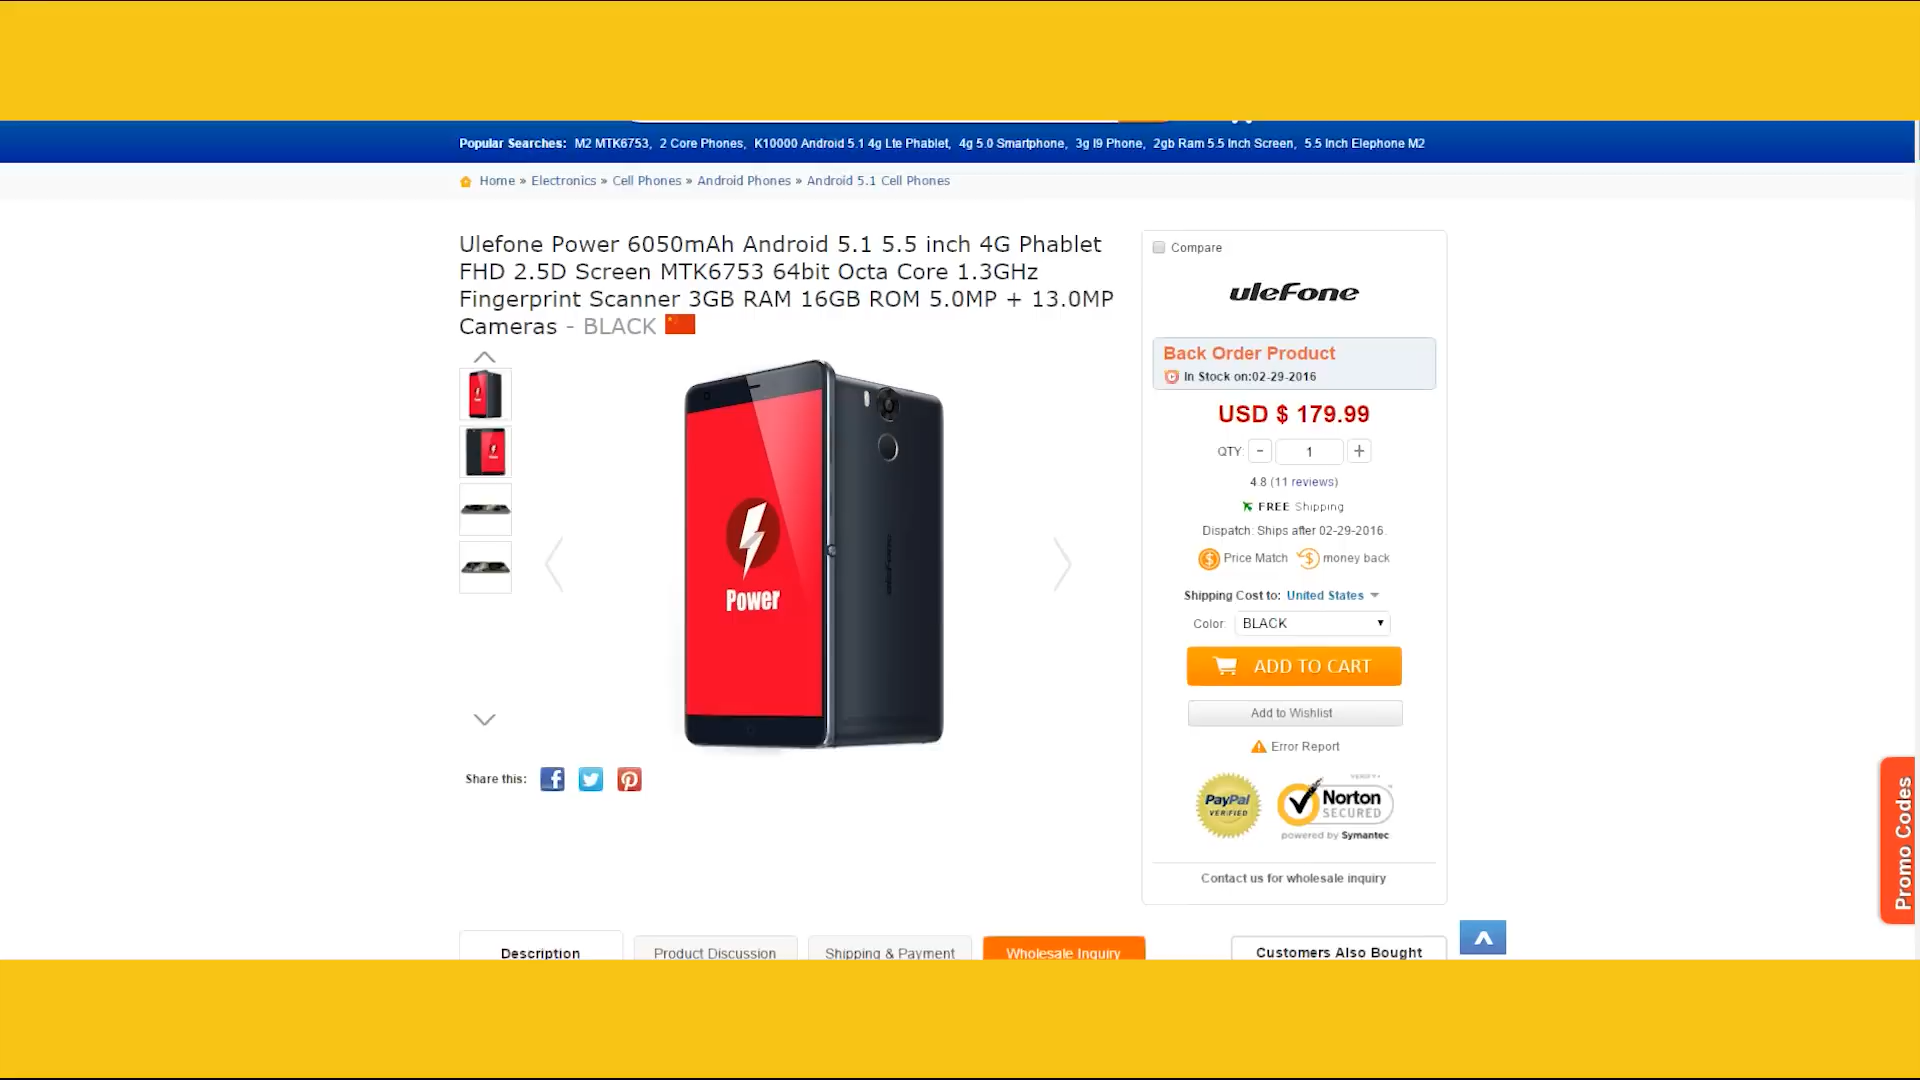 Popular Searches: M2 MTK6753, 2 Core Phones, K10000 Android 5.1 4g Lte Phablet, 4g 5.0 Smartphone, 3g I9 Phone, 2gb Ram 5.5 Inch Screen, 5.5 Inch Elephone M2
Home » Electronics » Cell Phones » Android Phones » Android 5.1 Cell Phones
Ulefone Power 6050mAh Android 5.1 5.5 inch 4G Phablet
FHD 2.5D Screen MTK6753 64bit Octa Core 1.3GHz
Fingerprint Scanner 3GB RAM 16GB ROM 5.0MP + 13.0MP
Cameras - BLACK
Power
ulefone
Share this:
Compare
uleFone
Back Order Product
In Stock on:02-29-2016
USD $ 179.99
QTY: - 1 +
4.8 (11 reviews)
FREE Shipping
Dispatch: Ships after 02-29-2016.
Price Match money back
Shipping Cost to: United States
Color: BLACK
ADD TO CART
Add to Wishlist
Error Report
PayPal
VERIFIED
VERIFY
Norton
SECURED
powered by Symantec
Contact us for wholesale inquiry
Promo Codes
Description
Product Discussion
Shipping & Payment
Wholesale Inquiry
Customers Also Bought